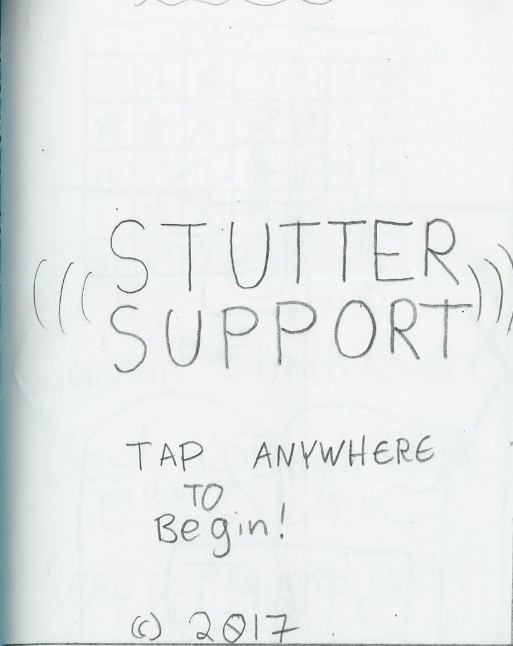 STUTTER
SUPPORT
TAP ANYWHERE
TO
Begin!
(c) 2017